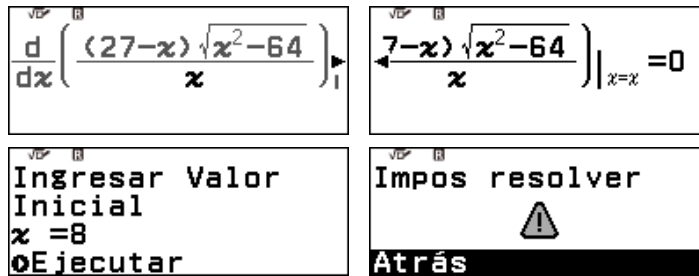 √▱ R
d/dx( (27-x)√x²-64 / x )|
√▱ R
7-x)√x²-64 / x )|x=x =0
√▱ R
Ingresar Valor
Inicial
x =8
Ejecutar
√▱ R
Impos resolver
Atrás